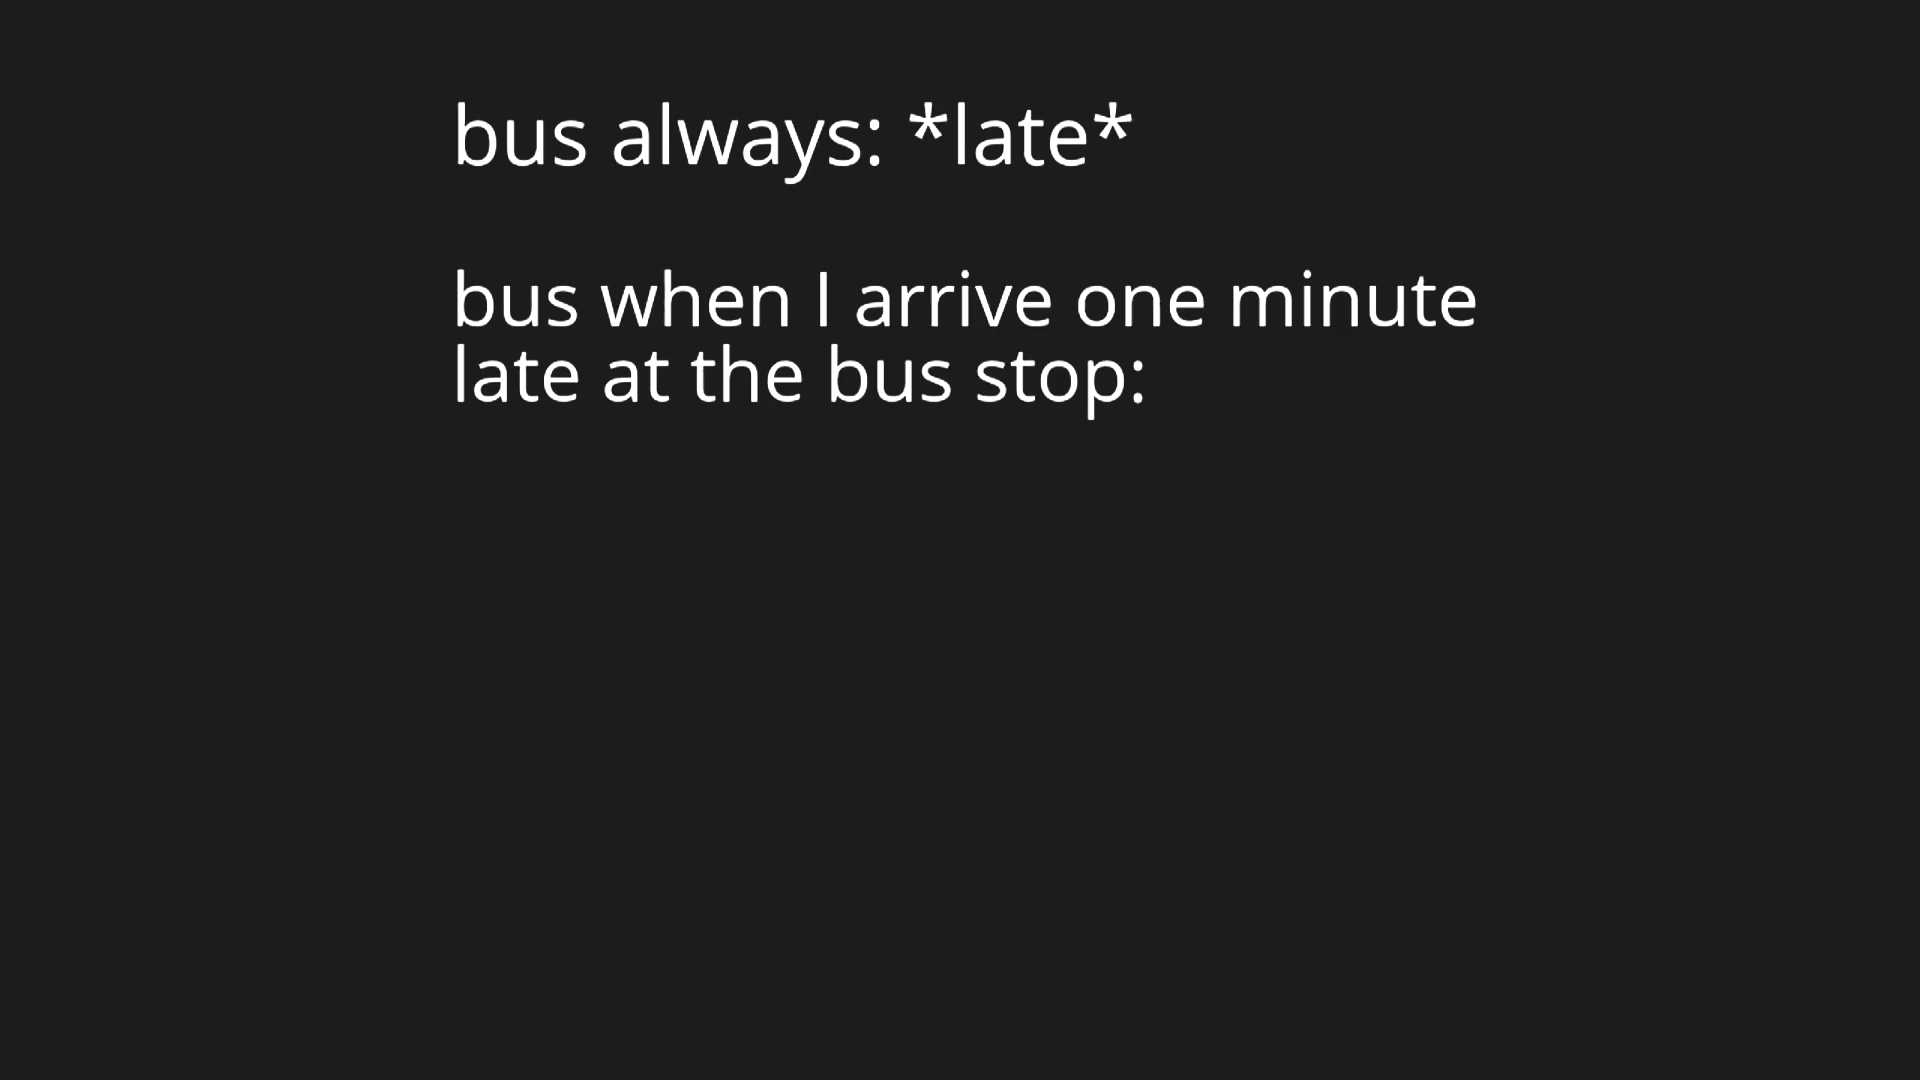 bus always: *late*
bus when I arrive one minute
late at the bus stop: